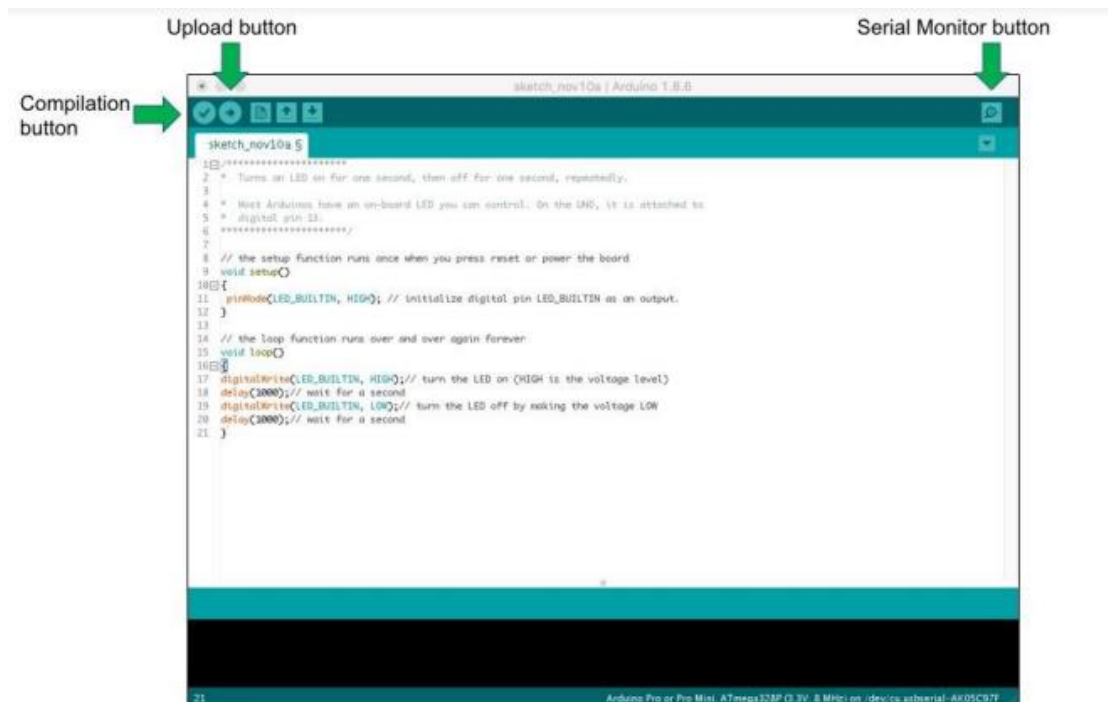 Upload button
Serial Monitor button
Compilation
button
sketch_nov10a | Arduino 1.8.6
sketch_nov10a §
1 /*********************
2 * Turns an LED on for one second, then off for one second, repeatedly.
3
4 * Most Arduinos have an on-board LED you can control. On the UNO, it is attached to
5 * digital pin 13.
6 **********************/
7
8 // the setup function runs once when you press reset or power the board
9 void setup()
10 {
11 pinMode(LED_BUILTIN, HIGH); // initialize digital pin LED_BUILTIN as an output.
12 }
13
14 // the loop function runs over and over again forever
15 void loop()
16 {
17 digitalWrite(LED_BUILTIN, HIGH);// turn the LED on (HIGH is the voltage level)
18 delay(1000);// wait for a second
19 digitalWrite(LED_BUILTIN, LOW);// turn the LED off by making the voltage LOW
20 delay(1000);// wait for a second
21 }
21 Arduino Pro or Pro Mini, ATmega328P (3.3V, 8 MHz) on /dev/cu.usbserial-AK05C97F